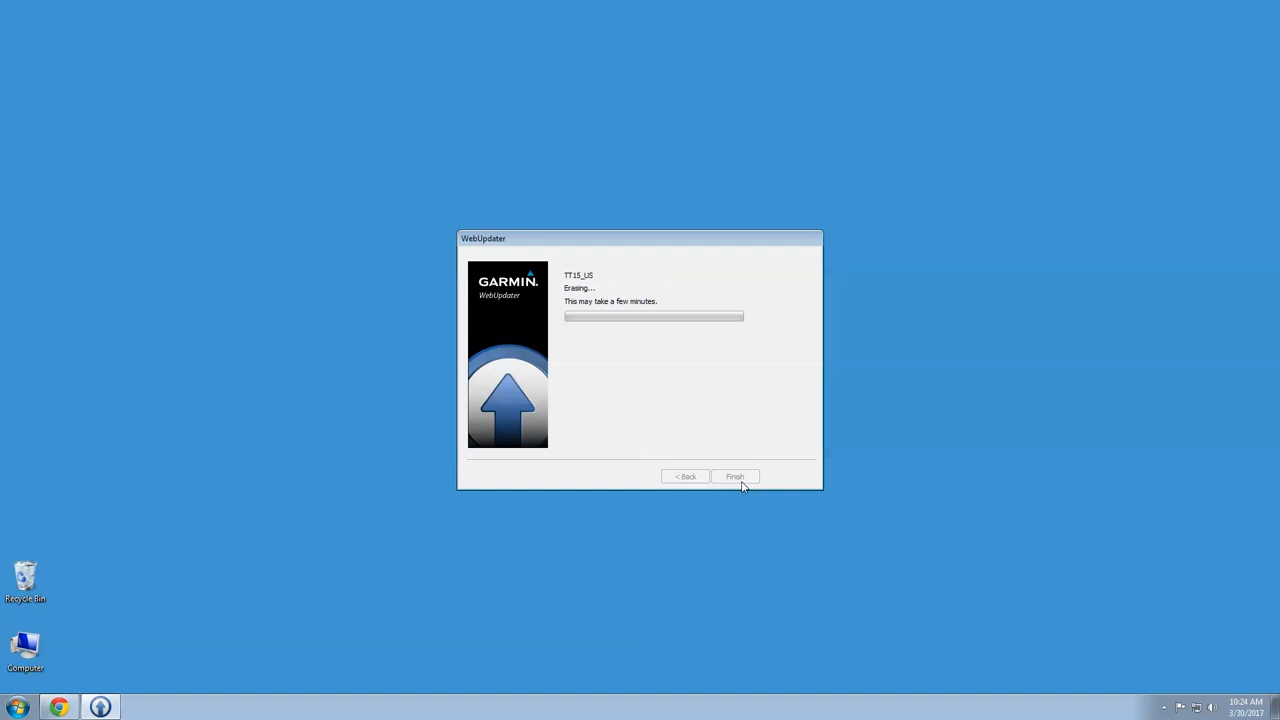 WebUpdater
GARMIN.
WebUpdater
TT15_US
Erasing...
This may take a few minutes.
< Back
Finish
Recycle Bin
Computer
10:24 AM
3/30/2017